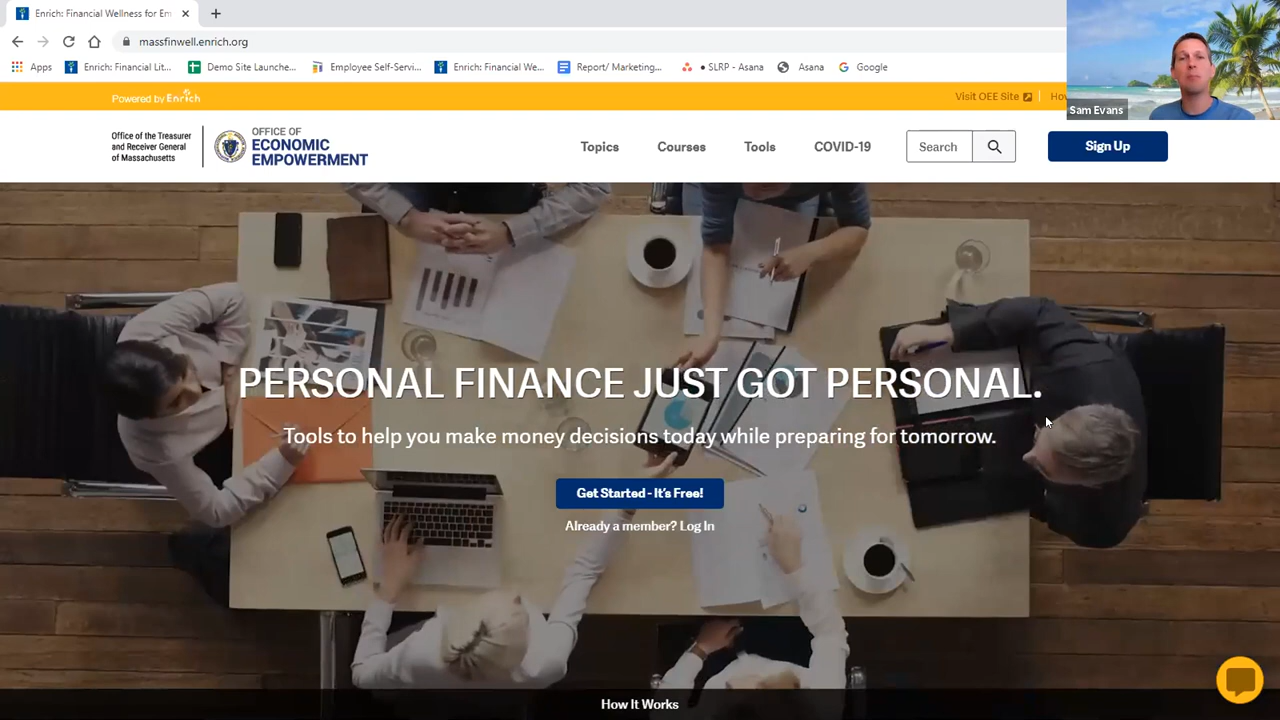 Enrich: Financial Wellness for En
massfinwell.enrich.org
Apps
Enrich: Financial Lit...
Demo Site Launche...
Employee Self-Servi...
Enrich:Financial We...
Report/ Marketing...
• SLRP - Asana
Asana
Google
Sam Evans
Powered by Enrich
Visit OEE Site
Office of the Treasurer
and Receiver General
of Massachusetts
OFFICE OF
ECONOMIC
EMPOWERMENT
Topics
Courses
Tools
COVID-19
Search
Sign Up
PERSONAL FINANCE JUST GOT PERSONAL.
Tools to help you make money decisions today while preparing for tomorrow.
Get Started - It's Free!
Already a member? Log In
How It Works